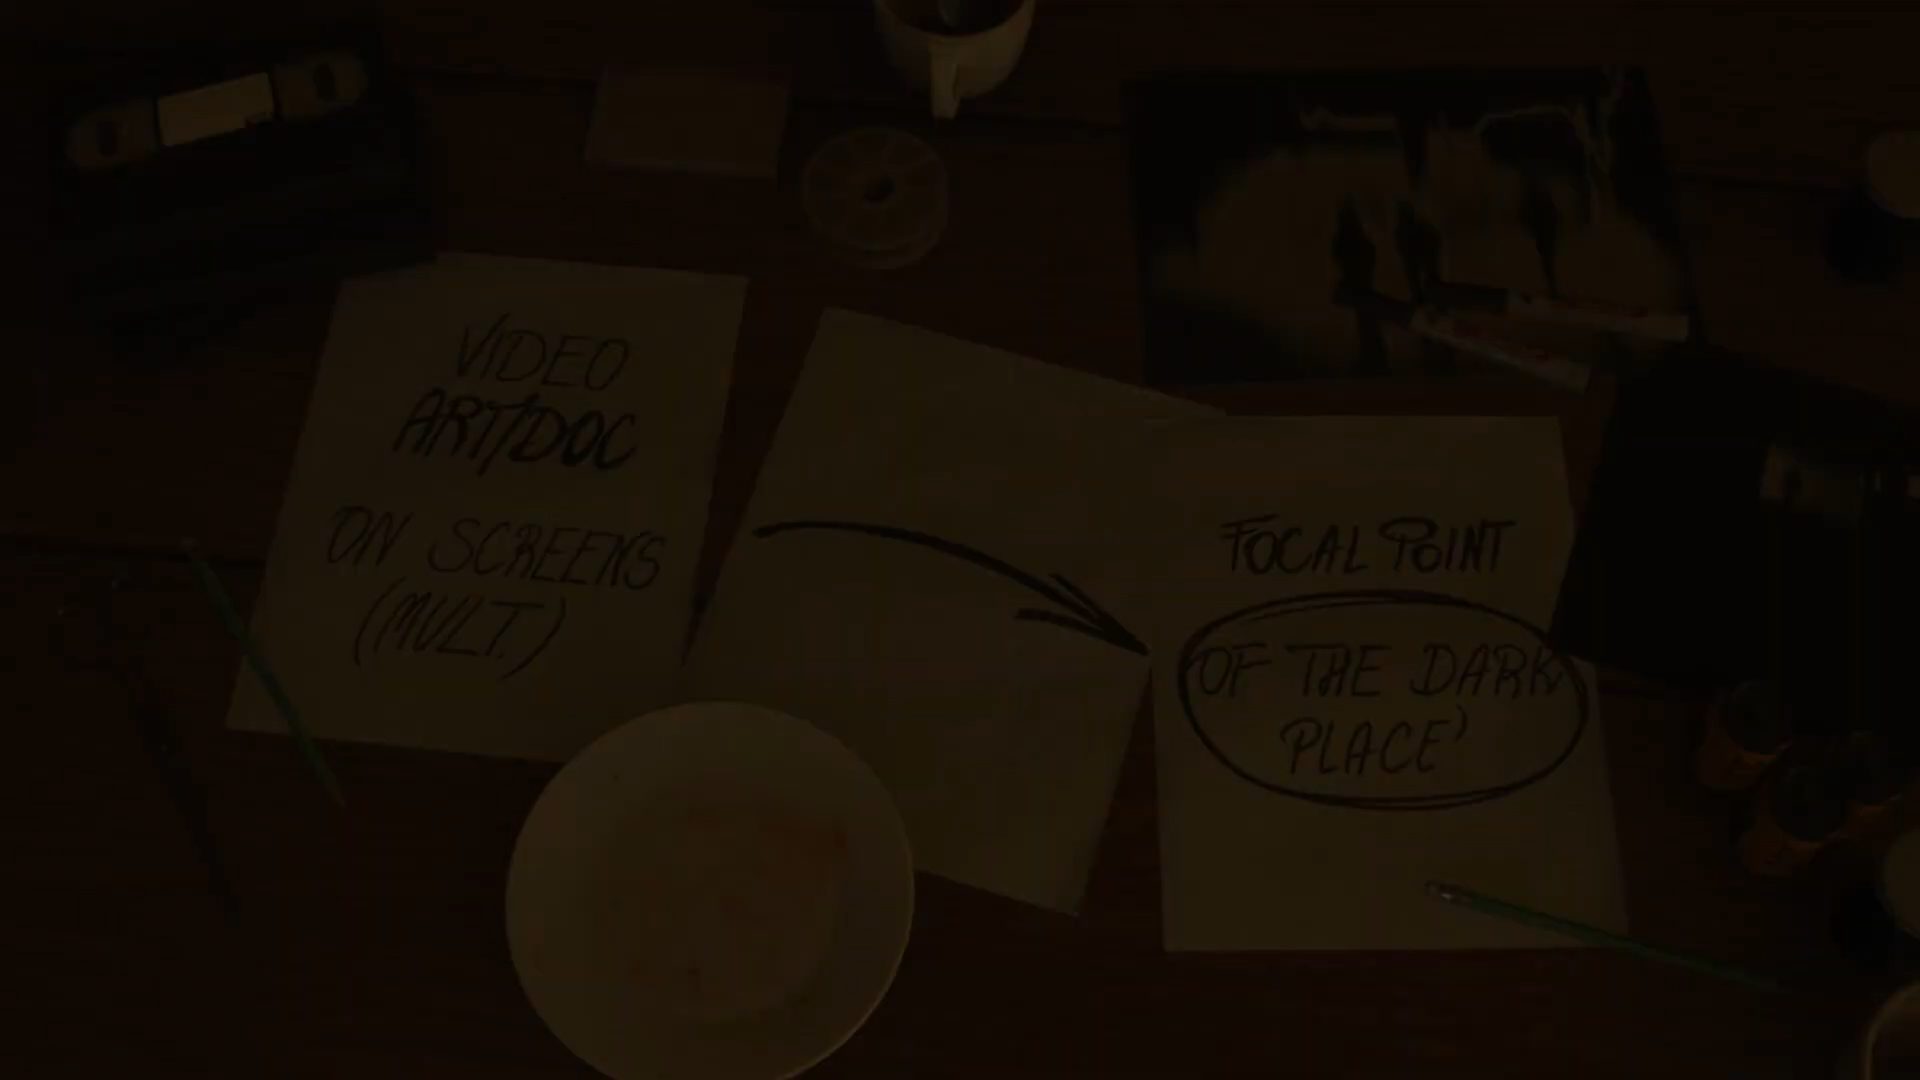 VIDEO
ART/DOC
ON SCREENS
(MULT.)
FOCAL POINT
OF THE DARK
PLACE'